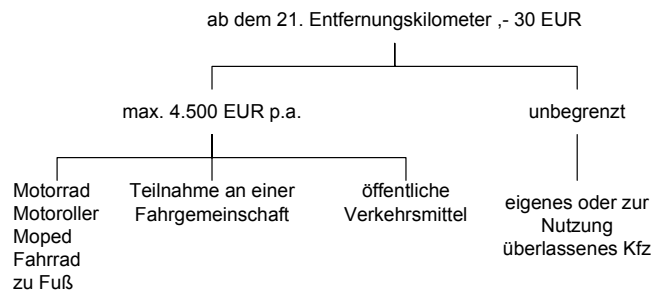 ab dem 21. Entfernungskilometer ,- 30 EUR
max. 4.500 EUR p.a.
unbegrenzt
Motorrad
Motoroller
Moped
Fahrrad
zu Fuß
Teilnahme an einer
Fahrgemeinschaft
öffentliche
Verkehrsmittel
eigenes oder zur
Nutzung
überlassenes Kfz